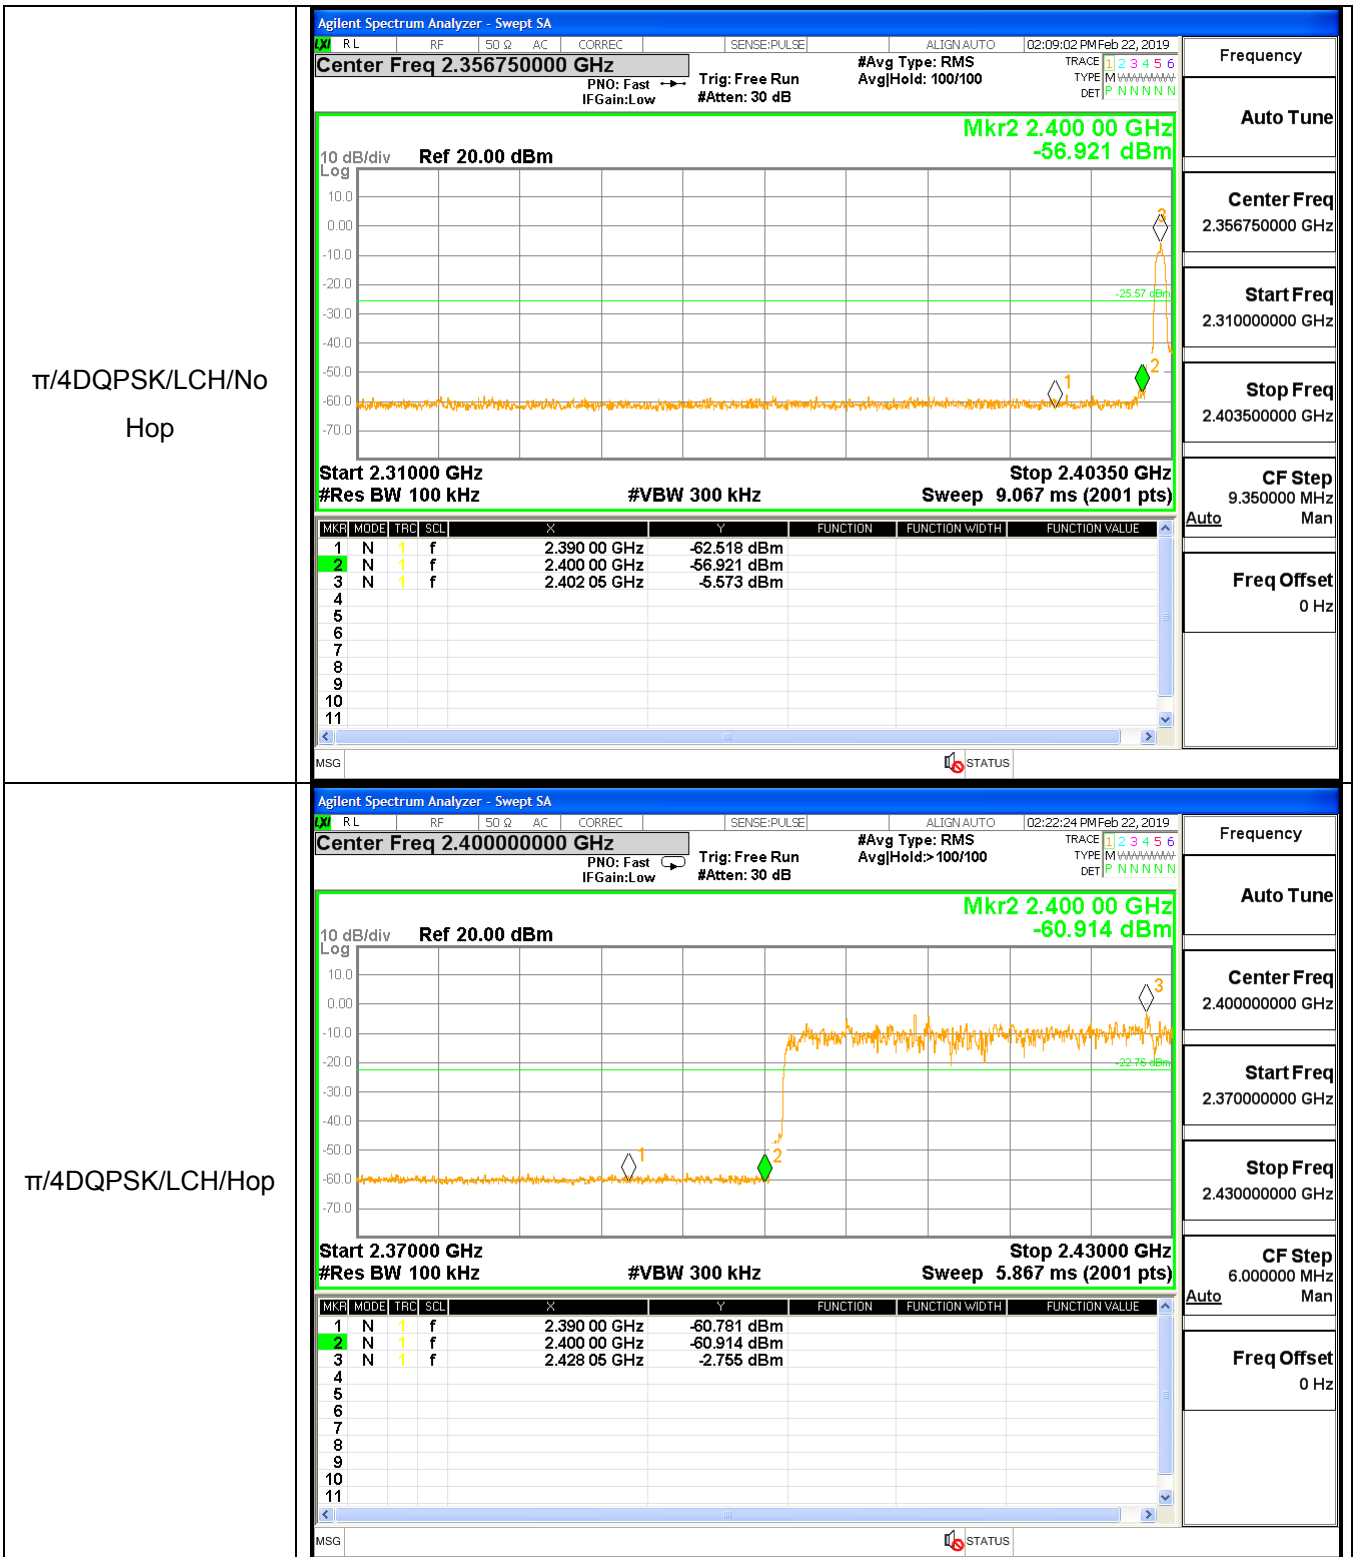 π/4DQPSK/LCH/No
Hop
Agilent Spectrum Analyzer - Swept SA
LXI RL RF 50 Ω AC CORREC SENSE:PULSE ALIGN AUTO 02:09:02 PM Feb 22, 2019
Center Freq 2.356750000 GHz
PNO: Fast
IFGain:Low
Trig: Free Run
#Atten: 30 dB
#Avg Type: RMS
Avg|Hold: 100/100
TRACE 1 2 3 4 5 6
TYPE M WWWWW
DET P N N N N N
Mkr2 2.400 00 GHz
-56.921 dBm
10 dB/div Ref 20.00 dBm
Log
10.0
0.00
-10.0
-20.0
-30.0
-40.0
-50.0
-60.0
-70.0
3
-25.57 dBm
2
1
Start 2.31000 GHz Stop 2.40350 GHz
#Res BW 100 kHz #VBW 300 kHz Sweep 9.067 ms (2001 pts)
MKR MODE TRC SCL X Y FUNCTION FUNCTION WIDTH FUNCTION VALUE
1 N 1 f 2.390 00 GHz -62.518 dBm
2 N 1 f 2.400 00 GHz -56.921 dBm
3 N 1 f 2.402 05 GHz -5.573 dBm
4
5
6
7
8
9
10
11
MSG STATUS
Frequency
Auto Tune
Center Freq
2.356750000 GHz
Start Freq
2.310000000 GHz
Stop Freq
2.403500000 GHz
CF Step
9.350000 MHz
Auto Man
Freq Offset
0 Hz
π/4DQPSK/LCH/Hop
Agilent Spectrum Analyzer - Swept SA
LXI RL RF 50 Ω AC CORREC SENSE:PULSE ALIGN AUTO 02:22:24 PM Feb 22, 2019
Center Freq 2.400000000 GHz
PNO: Fast
IFGain:Low
Trig: Free Run
#Atten: 30 dB
#Avg Type: RMS
Avg|Hold:>100/100
TRACE 1 2 3 4 5 6
TYPE M WWWWW
DET P N N N N N
Mkr2 2.400 00 GHz
-60.914 dBm
10 dB/div Ref 20.00 dBm
Log
10.0
0.00
-10.0
-20.0
-30.0
-40.0
-50.0
-60.0
-70.0
3
-22.76 dBm
1
2
Start 2.37000 GHz Stop 2.43000 GHz
#Res BW 100 kHz #VBW 300 kHz Sweep 5.867 ms (2001 pts)
MKR MODE TRC SCL X Y FUNCTION FUNCTION WIDTH FUNCTION VALUE
1 N 1 f 2.390 00 GHz -60.781 dBm
2 N 1 f 2.400 00 GHz -60.914 dBm
3 N 1 f 2.428 05 GHz -2.755 dBm
4
5
6
7
8
9
10
11
MSG STATUS
Frequency
Auto Tune
Center Freq
2.400000000 GHz
Start Freq
2.370000000 GHz
Stop Freq
2.430000000 GHz
CF Step
6.000000 MHz
Auto Man
Freq Offset
0 Hz